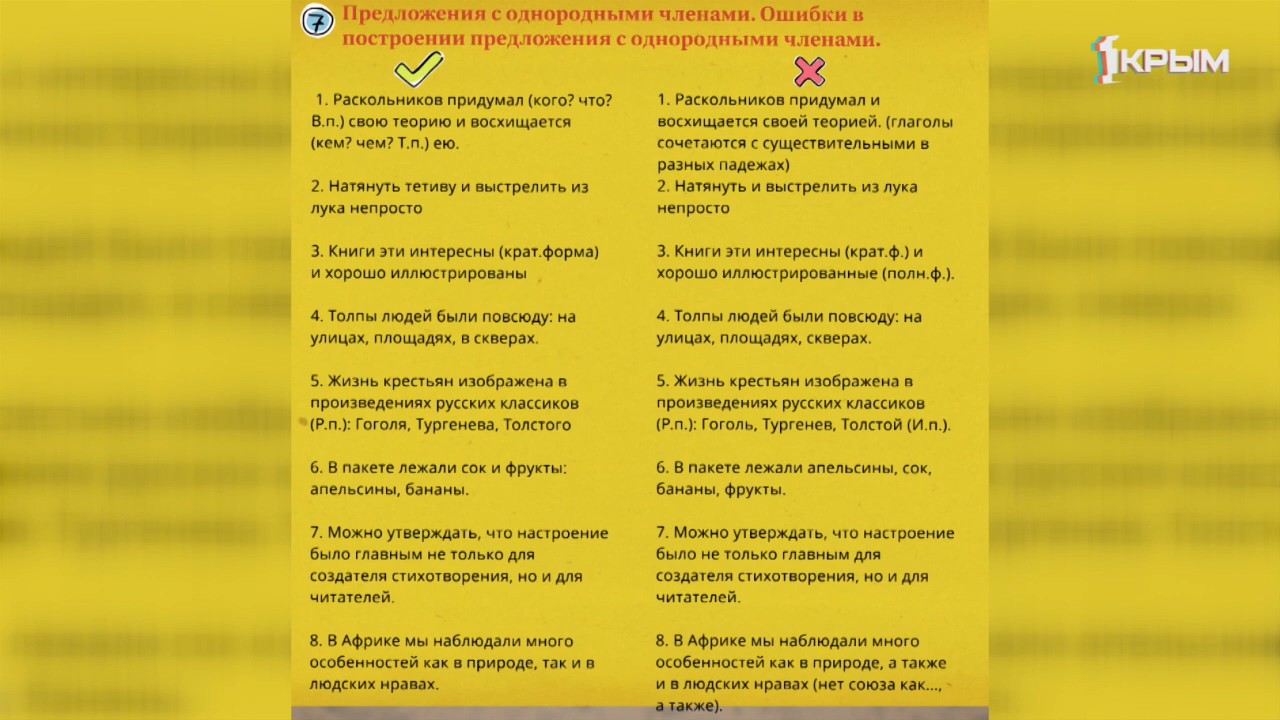 7
Предложения с однородными членами. Ошибки в
построении предложения с однородными членами.
1КРЫМ
1. Раскольников придумал (кого? что?
В.п.) свою теорию и восхищается
(кем? чем? Т.п.) ею.
2. Натянуть тетиву и выстрелить из
лука непросто
3. Книги эти интересны (крат.форма)
и хорошо иллюстрированы
4. Толпы людей были повсюду: на
улицах, площадях, в скверах.
5. Жизнь крестьян изображена в
произведениях русских классиков
(Р.п.): Гоголя, Тургенева, Толстого
6. В пакете лежали сок и фрукты:
апельсины, бананы.
7. Можно утверждать, что настроение
было главным не только для
создателя стихотворения, но и для
читателей.
8. В Африке мы наблюдали много
особенностей как в природе, так и в
людских нравах.
1. Раскольников придумал и
восхищается своей теорией. (глаголы
сочетаются с существительными в
разных падежах)
2. Натянуть и выстрелить из лука
непросто
3. Книги эти интересны (крат.ф.) и
хорошо иллюстрированные (полн.ф.).
4. Толпы людей были повсюду: на
улицах, площадях, скверах.
5. Жизнь крестьян изображена в
произведениях русских классиков
(Р.п.): Гоголь, Тургенев, Толстой (И.п.).
6. В пакете лежали апельсины, сок,
бананы, фрукты.
7. Можно утверждать, что настроение
было не только главным для
создателя стихотворения, но и для
читателей.
8. В Африке мы наблюдали много
особенностей как в природе, а также
и в людских нравах (нет союза как...,
а также).